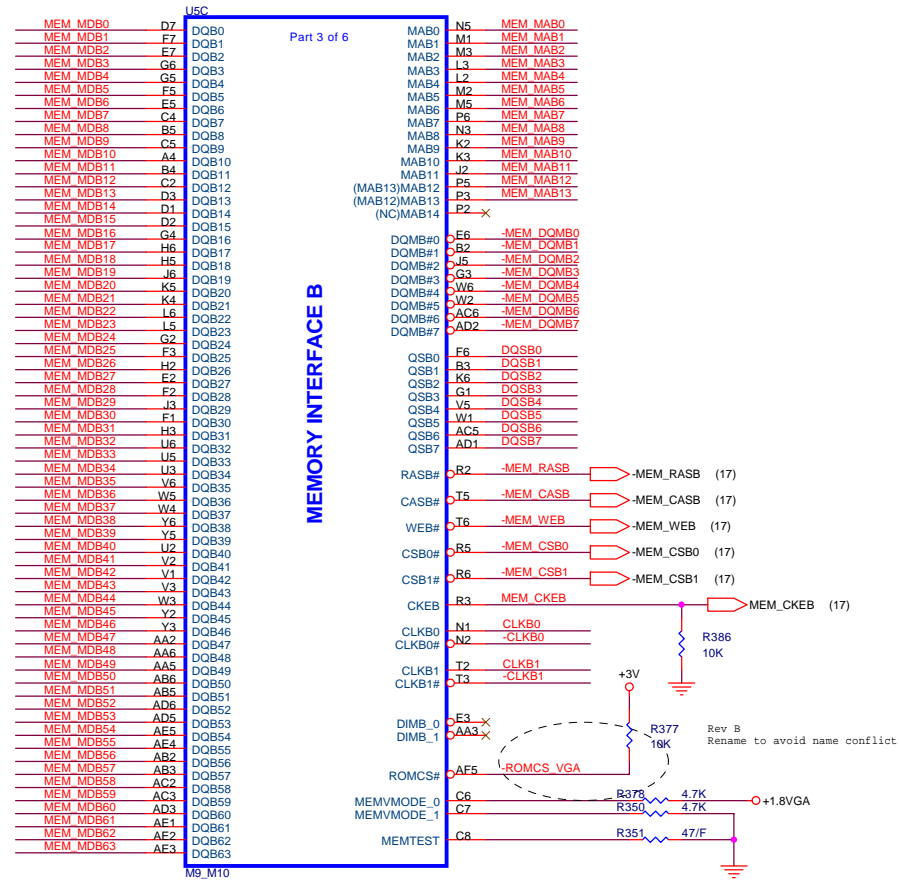 U5C
Part 3 of 6
MEMORY INTERFACE B
MEM_MDB0 D7 DQB0
MEM_MDB1 F7 DQB1
MEM_MDB2 E7 DQB2
MEM_MDB3 G6 DQB3
MEM_MDB4 G5 DQB4
MEM_MDB5 F5 DQB5
MEM_MDB6 E5 DQB6
MEM_MDB7 C4 DQB7
MEM_MDB8 B5 DQB8
MEM_MDB9 C5 DQB9
MEM_MDB10 A4 DQB10
MEM_MDB11 B4 DQB11
MEM_MDB12 C2 DQB12
MEM_MDB13 D3 DQB13
MEM_MDB14 D1 DQB14
MEM_MDB15 D2 DQB15
MEM_MDB16 G4 DQB16
MEM_MDB17 H6 DQB17
MEM_MDB18 H5 DQB18
MEM_MDB19 J6 DQB19
MEM_MDB20 K5 DQB20
MEM_MDB21 K4 DQB21
MEM_MDB22 L6 DQB22
MEM_MDB23 L5 DQB23
MEM_MDB24 G2 DQB24
MEM_MDB25 F3 DQB25
MEM_MDB26 H2 DQB26
MEM_MDB27 E2 DQB27
MEM_MDB28 F2 DQB28
MEM_MDB29 J3 DQB29
MEM_MDB30 F1 DQB30
MEM_MDB31 H3 DQB31
MEM_MDB32 U6 DQB32
MEM_MDB33 U5 DQB33
MEM_MDB34 U3 DQB34
MEM_MDB35 V6 DQB35
MEM_MDB36 W5 DQB36
MEM_MDB37 W4 DQB37
MEM_MDB38 Y6 DQB38
MEM_MDB39 Y5 DQB39
MEM_MDB40 U2 DQB40
MEM_MDB41 V2 DQB41
MEM_MDB42 V1 DQB42
MEM_MDB43 V3 DQB43
MEM_MDB44 W3 DQB44
MEM_MDB45 Y2 DQB45
MEM_MDB46 Y3 DQB46
MEM_MDB47 AA2 DQB47
MEM_MDB48 AA6 DQB48
MEM_MDB49 AA5 DQB49
MEM_MDB50 AB6 DQB50
MEM_MDB51 AB5 DQB51
MEM_MDB52 AD6 DQB52
MEM_MDB53 AD5 DQB53
MEM_MDB54 AE5 DQB54
MEM_MDB55 AE4 DQB55
MEM_MDB56 AB2 DQB56
MEM_MDB57 AB3 DQB57
MEM_MDB58 AC2 DQB58
MEM_MDB59 AC3 DQB59
MEM_MDB60 AD3 DQB60
MEM_MDB61 AE1 DQB61
MEM_MDB62 AE2 DQB62
MEM_MDB63 AE3 DQB63
MAB0 N5 MEM_MAB0
MAB1 M1 MEM_MAB1
MAB2 M3 MEM_MAB2
MAB3 L3 MEM_MAB3
MAB4 L2 MEM_MAB4
MAB5 M2 MEM_MAB5
MAB6 M5 MEM_MAB6
MAB7 P6 MEM_MAB7
MAB8 N3 MEM_MAB8
MAB9 K2 MEM_MAB9
MAB10 K3 MEM_MAB10
MAB11 J2 MEM_MAB11
(MAB13)MAB12 P5 MEM_MAB12
(MAB12)MAB13 P3 MEM_MAB13
(NC)MAB14 P2
DQMB#0 E6 -MEM_DQMB0
DQMB#1 B2 -MEM_DQMB1
DQMB#2 J5 -MEM_DQMB2
DQMB#3 G3 -MEM_DQMB3
DQMB#4 W6 -MEM_DQMB4
DQMB#5 W2 -MEM_DQMB5
DQMB#6 AC6 -MEM_DQMB6
DQMB#7 AD2 -MEM_DQMB7
QSB0 F6 DQSB0
QSB1 B3 DQSB1
QSB2 K6 DQSB2
QSB3 G1 DQSB3
QSB4 V5 DQSB4
QSB5 W1 DQSB5
QSB6 AC5 DQSB6
QSB7 AD1 DQSB7
RASB# R2 -MEM_RASB -MEM_RASB (17)
CASB# T5 -MEM_CASB -MEM_CASB (17)
WEB# T6 -MEM_WEB -MEM_WEB (17)
CSB0# R5 -MEM_CSB0 -MEM_CSB0 (17)
CSB1# R6 -MEM_CSB1 -MEM_CSB1 (17)
CKEB R3 MEM_CKEB MEM_CKEB (17)
R386
10K
CLKB0 N1 CLKB0
CLKB0# N2 -CLKB0
CLKB1 T2 CLKB1
CLKB1# T3 -CLKB1
+3V
DIMB_0 E3
DIMB_1 AA3
R377
10K
Rev B
Rename to avoid name conflict
ROMCS# AF5 -ROMCS_VGA
MEMVMODE_0 C6 R378 4.7K +1.8VGA
MEMVMODE_1 C7 R350 4.7K
MEMTEST C8 R351 47/F
M9_M10